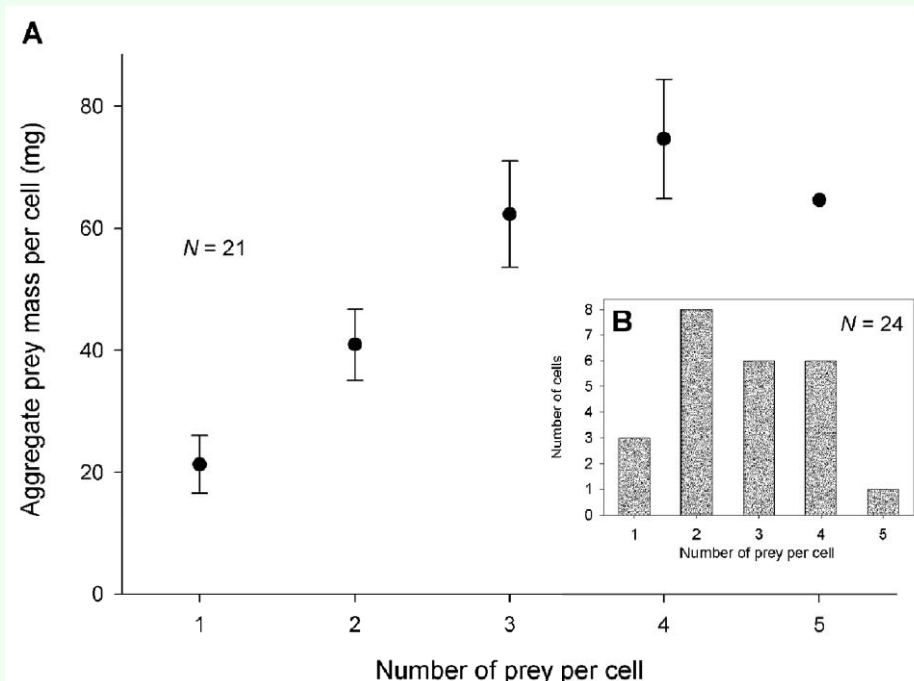 A
Aggregate prey mass per cell (mg)
80
60
40
20
0
N = 21
1 2 3 4 5
Number of prey per cell
B
N = 24
Number of cells
8
7
6
5
4
3
2
1
0
1 2 3 4 5
Number of prey per cell